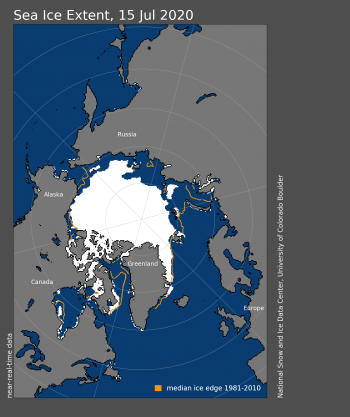 Sea Ice Extent, 15 Jul 2020
Russia
Alaska
Greenland
Canada
Europe
median ice edge 1981-2010
near-real-time data
National Snow and Ice Data Center, University of Colorado Boulder